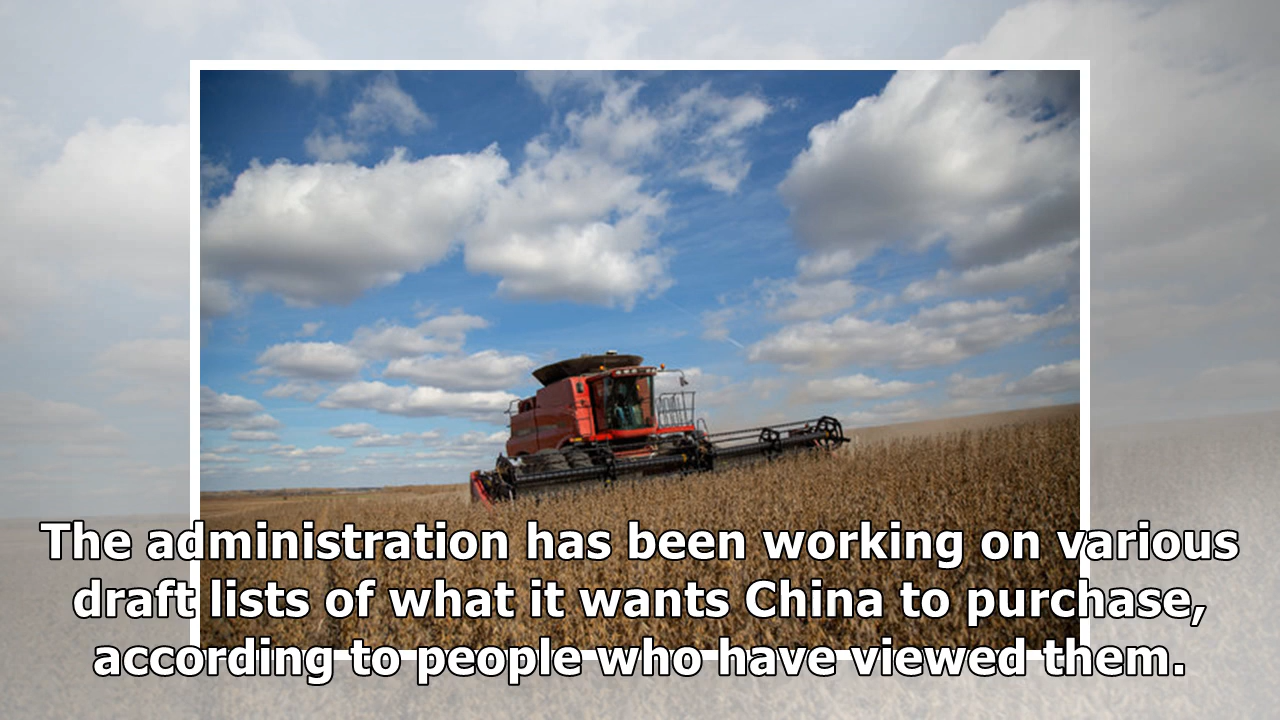 The administration has been working on various
draft lists of what it wants China to purchase,
according to people who have viewed them.